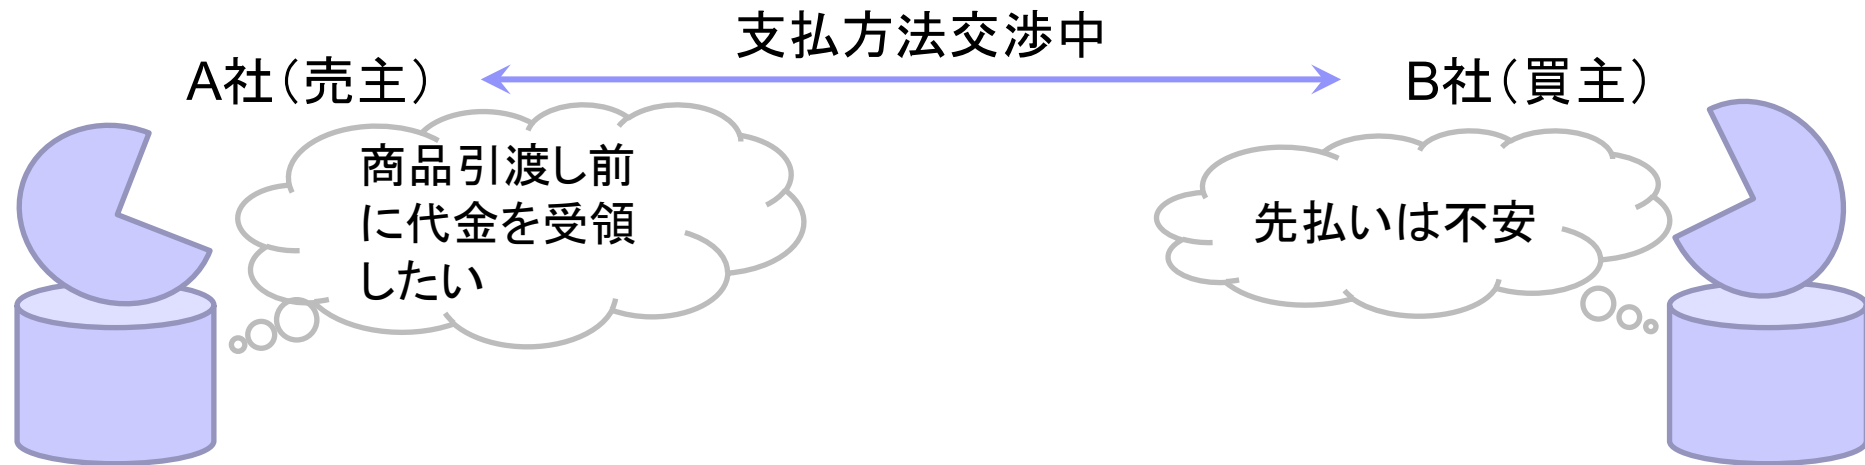 支払方法交渉中
A社（売主）
B社（買主）
商品引渡し前
に代金を受領
したい
先払いは不安